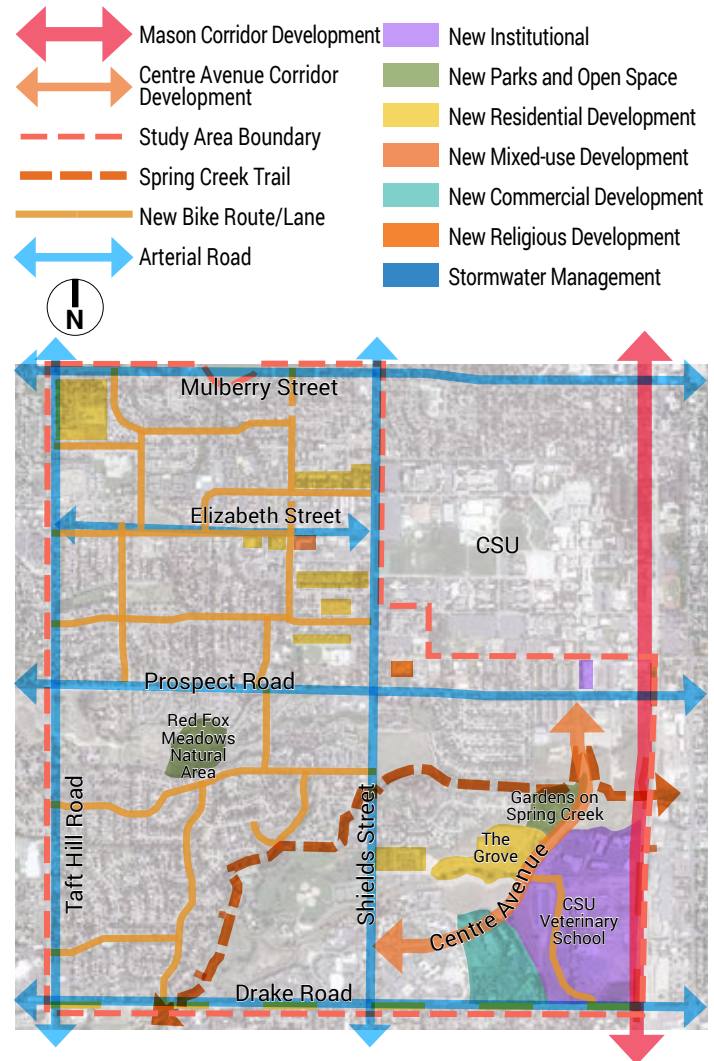 Mason Corridor Development
Centre Avenue Corridor
Development
Study Area Boundary
Spring Creek Trail
New Bike Route/Lane
Arterial Road
New Institutional
New Parks and Open Space
New Residential Development
New Mixed-use Development
New Commercial Development
New Religious Development
Stormwater Management
N
Mulberry Street
Elizabeth Street
CSU
Prospect Road
Red Fox
Meadows
Natural
Area
Taft Hill Road
Shields Street
Gardens on
Spring Creek
The
Grove
Centre Avenue
CSU
Veterinary
School
Drake Road